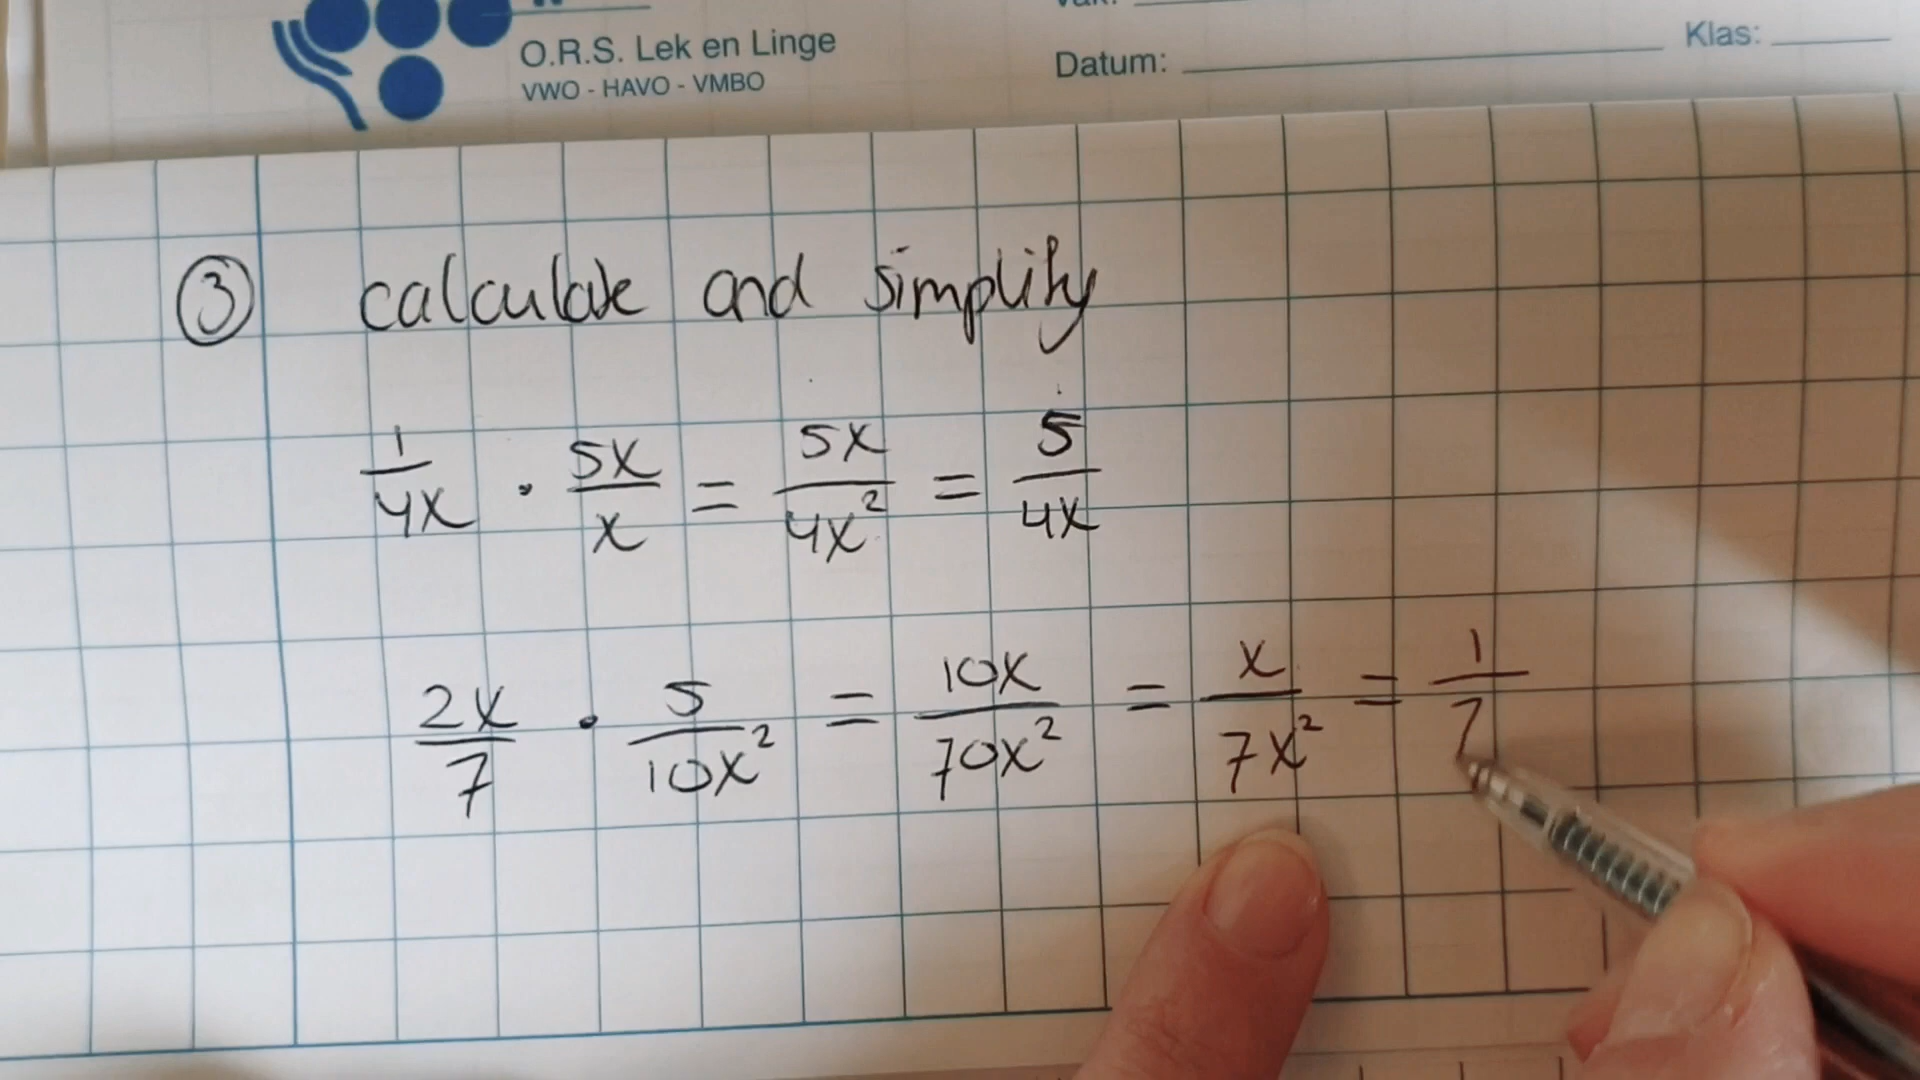 O.R.S. Lek en Linge
VWO - HAVO - VMBO
Datum:
Klas:
③ calculate and simplify
1/4x · 5x/x = 5x/4x² = 5/4x
2x/7 · 5/10x² = 10x/70x² = x/7x² = 1/7